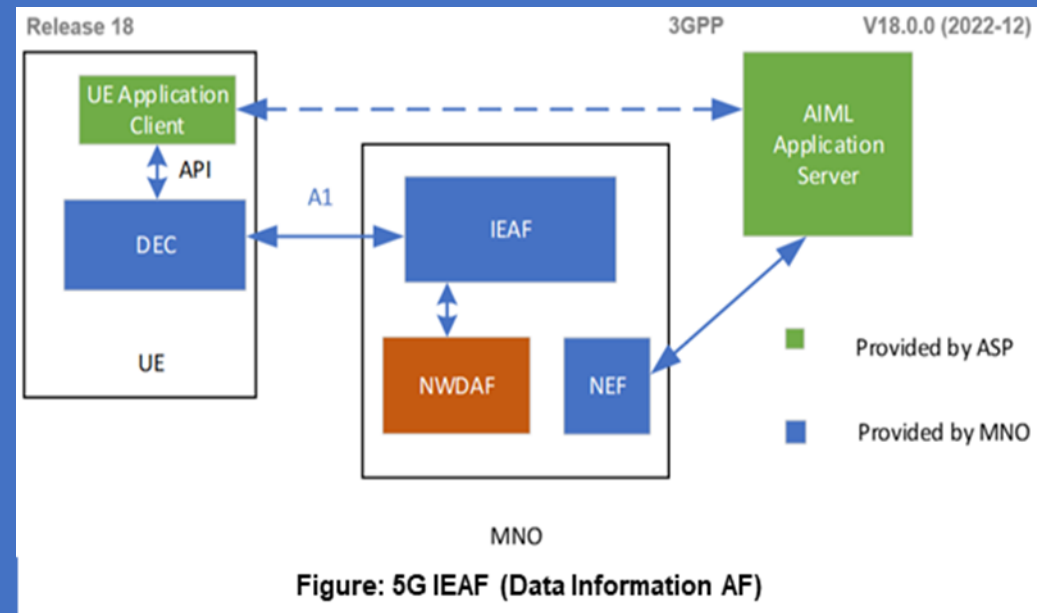 Release 18
3GPP
V18.0.0 (2022-12)
UE Application
Client
API
DEC
UE
A1
IEAF
NWDAF
NEF
MNO
AIML
Application
Server
Provided by ASP
Provided by MNO
Figure: 5G IEAF (Data Information AF)